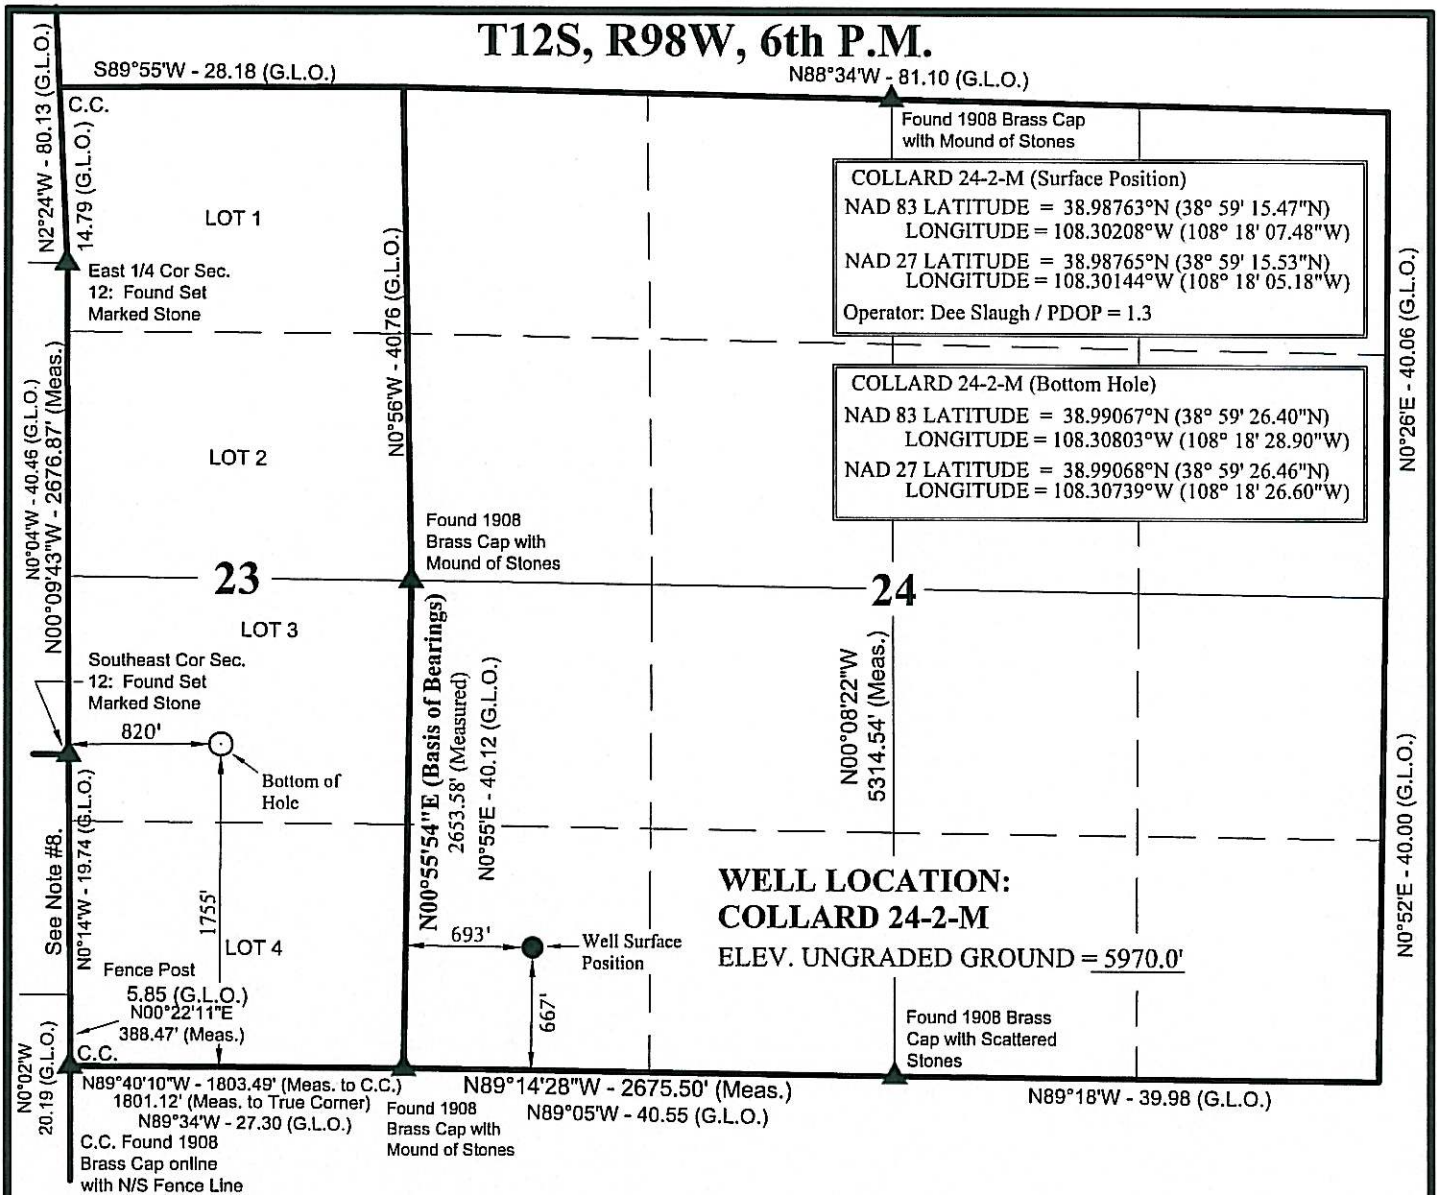 T12S, R98W, 6th P.M.
S89°55'W - 28.18 (G.L.O.)
N88°34'W - 81.10 (G.L.O.)
N2°24'W - 80.13 (G.L.O.)
14.79 (G.L.O.)
C.C.
Found 1908 Brass Cap
with Mound of Stones
COLLARD 24-2-M (Surface Position)
NAD 83 LATITUDE = 38.98763°N (38° 59' 15.47"N)
LONGITUDE = 108.30208°W (108° 18' 07.48"W)
NAD 27 LATITUDE = 38.98765°N (38° 59' 15.53"N)
LONGITUDE = 108.30144°W (108° 18' 05.18"W)
Operator: Dee Slaugh / PDOP = 1.3
LOT 1
East 1/4 Cor Sec.
12: Found Set
Marked Stone
N0°56'W - 40.76 (G.L.O.)
N0°26'E - 40.06 (G.L.O.)
COLLARD 24-2-M (Bottom Hole)
NAD 83 LATITUDE = 38.99067°N (38° 59' 26.40"N)
LONGITUDE = 108.30803°W (108° 18' 28.90"W)
NAD 27 LATITUDE = 38.99068°N (38° 59' 26.46"N)
LONGITUDE = 108.30739°W (108° 18' 26.60"W)
N0°04'W - 40.46 (G.L.O.)
N00°09'43"W - 2676.87' (Meas.)
LOT 2
Found 1908
Brass Cap with
Mound of Stones
23
24
LOT 3
Southeast Cor Sec.
12: Found Set
Marked Stone
820'
Bottom of
Hole
N00°55'54"E (Basis of Bearings)
2653.58' (Measured)
N0°55'E - 40.12 (G.L.O.)
N00°08'22"W
5314.54' (Meas.)
N0°52'E - 40.00 (G.L.O.)
See Note #8.
N0°14'W - 19.74 (G.L.O.)
1755'
LOT 4
WELL LOCATION:
COLLARD 24-2-M
ELEV. UNGRADED GROUND = 5970.0'
693'
Well Surface
Position
667'
Fence Post
5.85 (G.L.O.)
N00°22'11"E
388.47' (Meas.)
C.C.
N0°02'W
20.19 (G.L.O.)
Found 1908 Brass
Cap with Scattered
Stones
N89°40'10"W - 1803.49' (Meas. to C.C.)
1801.12' (Meas. to True Corner)
N89°34'W - 27.30 (G.L.O.)
N89°14'28"W - 2675.50' (Meas.)
N89°05'W - 40.55 (G.L.O.)
N89°18'W - 39.98 (G.L.O.)
Found 1908
Brass Cap with
Mound of Stones
C.C. Found 1908
Brass Cap online
with N/S Fence Line